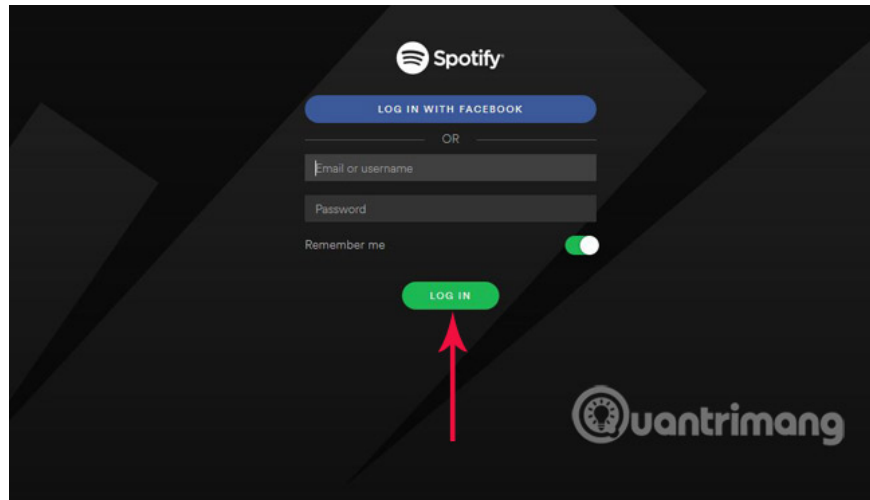 Spotify
LOG IN WITH FACEBOOK
OR
Email or username
Password
Remember me
LOG IN
Quantrimang